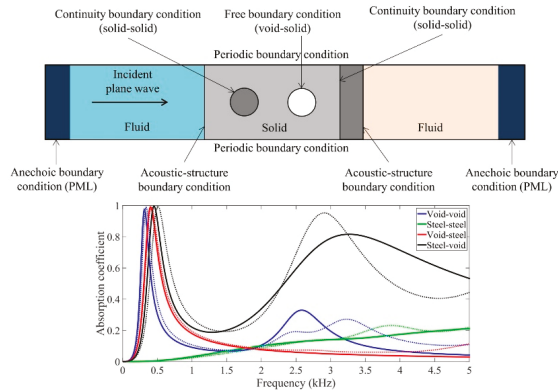 Continuity boundary condition
(solid-solid)
Free boundary condition
(void-solid)
Continuity boundary condition
(solid-solid)
Periodic boundary condition
Incident
plane wave
Fluid
Solid
Fluid
Periodic boundary condition
Anechoic boundary
condition (PML)
Acoustic-structure
boundary condition
Acoustic-structure
boundary condition
Anechoic boundary
condition (PML)
Absorption coefficient
1
0.8
0.6
0.4
0.2
0
0 0.5 1 1.5 2 2.5 3 3.5 4 4.5 5
Frequency (kHz)
Void-void
Steel-steel
Void-steel
Steel-void